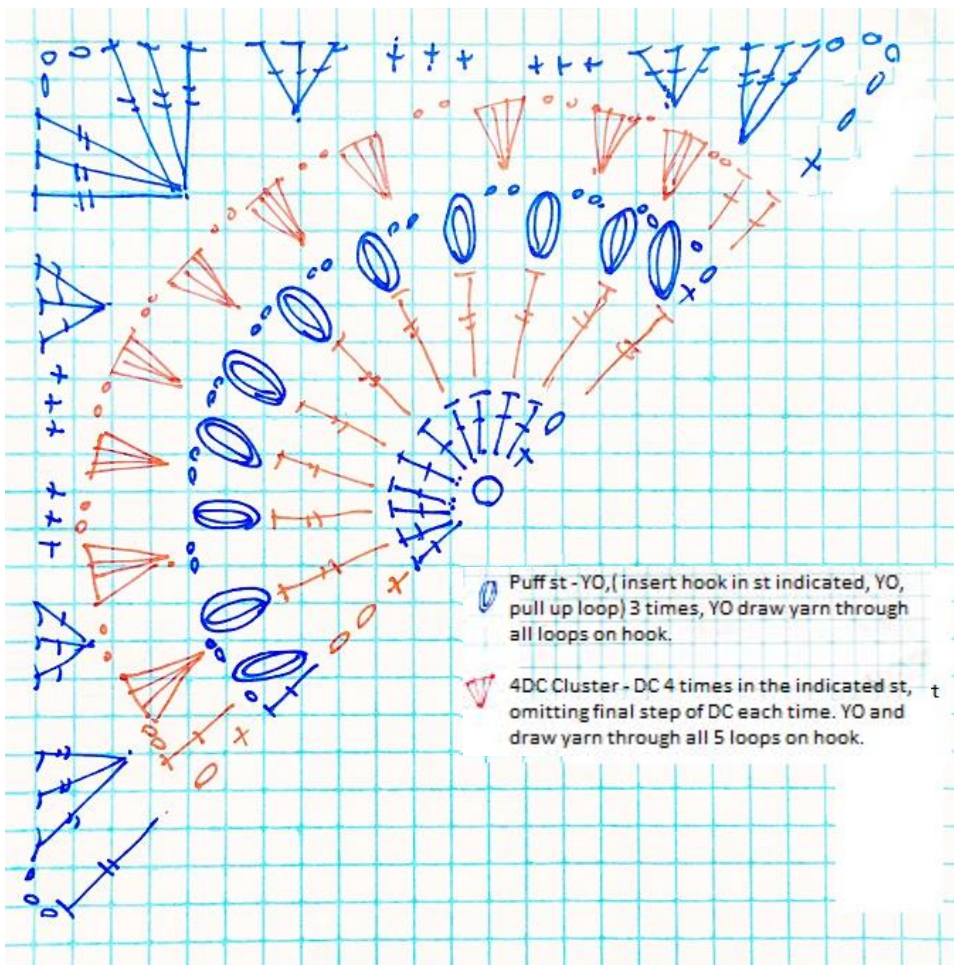 Puff st - YO,( insert hook in st indicated, YO,
pull up loop) 3 times, YO draw yarn through
all loops on hook.
4DC Cluster - DC 4 times in the indicated st, t
omitting final step of DC each time. YO and
draw yarn through all 5 loops on hook.